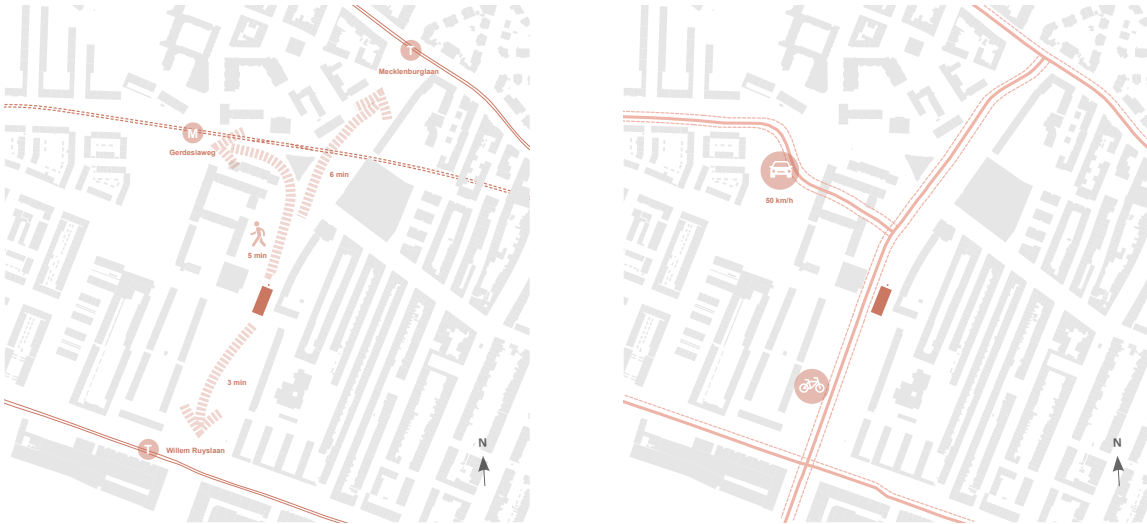 T
Mecklenburglaan
M
Gerdesiaweg
6 min
5 min
3 min
T
Willem Ruyslaan
N
50 km/h
N